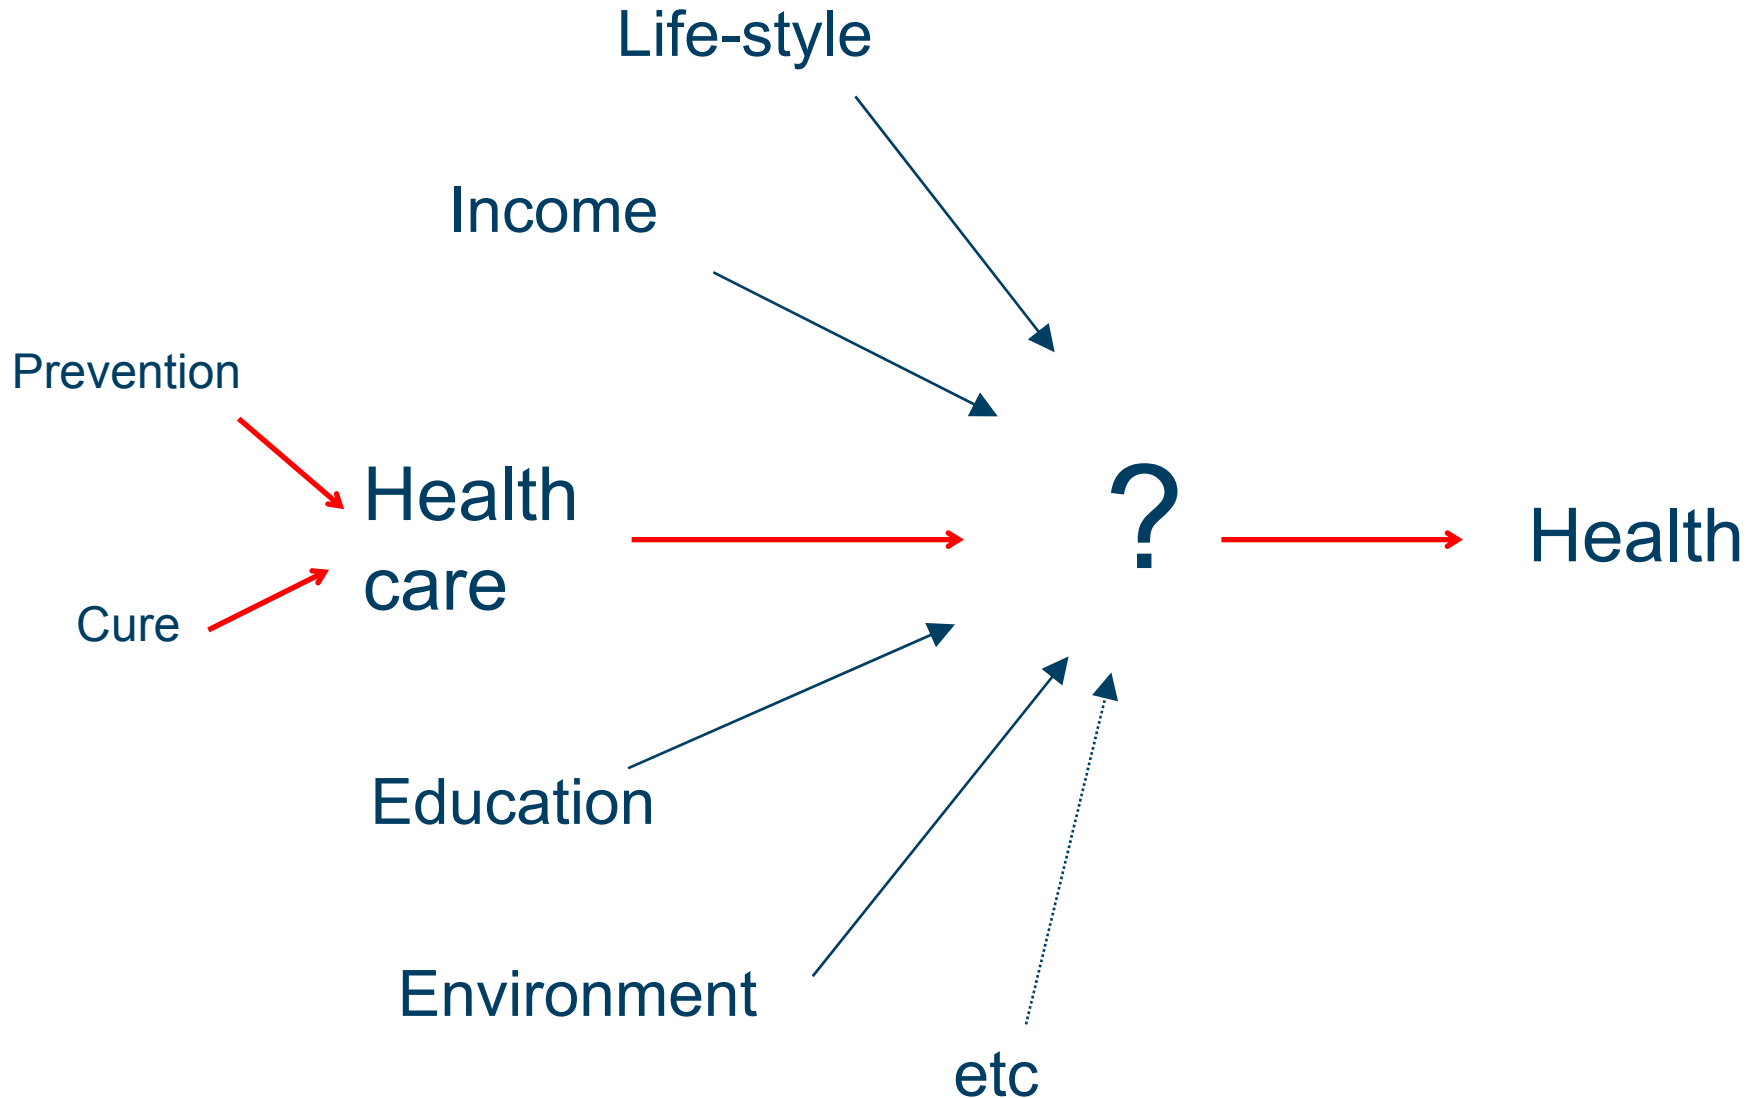 Life-style
Income
Prevention
Health
care
?
Health
Cure
Education
Environment
etc